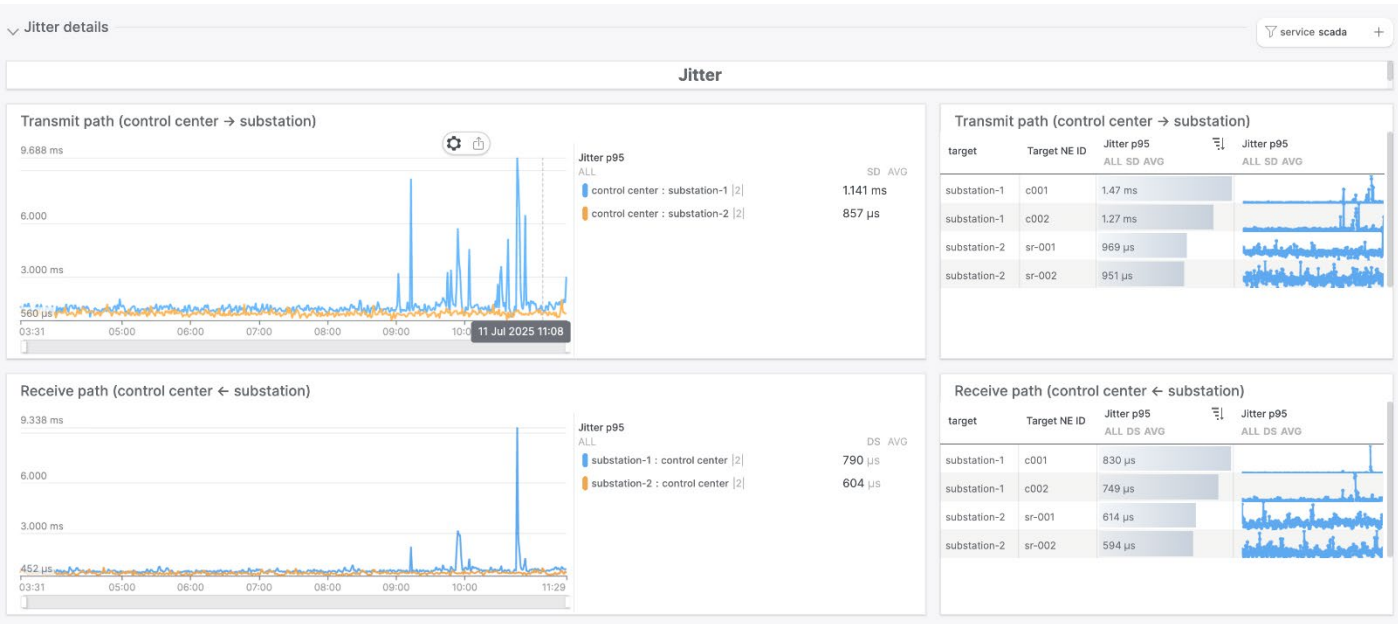 Jitter details
service scada +
Jitter
Transmit path (control center → substation)
9.688 ms
6.000
3.000 ms
560 µs
03:31 05:00 06:00 07:00 08:00 09:00 10:0
11 Jul 2025 11:08
Jitter p95
ALL SD AVG
control center : substation-1 |2| 1.141 ms
control center : substation-2 |2| 857 µs
Transmit path (control center → substation)
target Target NE ID Jitter p95 Jitter p95
ALL SD AVG ALL SD AVG
substation-1 c001 1.47 ms
substation-1 c002 1.27 ms
substation-2 sr-001 969 µs
substation-2 sr-002 951 µs
Receive path (control center ← substation)
9.338 ms
6.000
3.000 ms
452 µs
03:31 05:00 06:00 07:00 08:00 09:00 10:00 11:29
Jitter p95
ALL DS AVG
substation-1 : control center |2| 790 µs
substation-2 : control center |2| 604 µs
Receive path (control center ← substation)
target Target NE ID Jitter p95 Jitter p95
ALL DS AVG ALL DS AVG
substation-1 c001 830 µs
substation-1 c002 749 µs
substation-2 sr-001 614 µs
substation-2 sr-002 594 µs